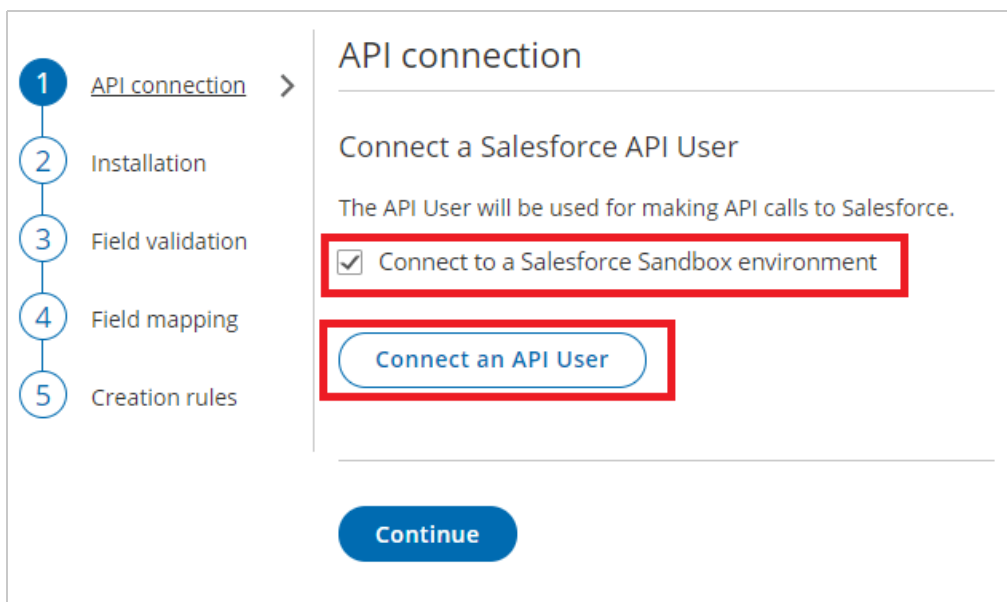 1 API connection
2 Installation
3 Field validation
4 Field mapping
5 Creation rules
API connection
Connect a Salesforce API User
The API User will be used for making API calls to Salesforce.
Connect to a Salesforce Sandbox environment
Connect an API User
Continue